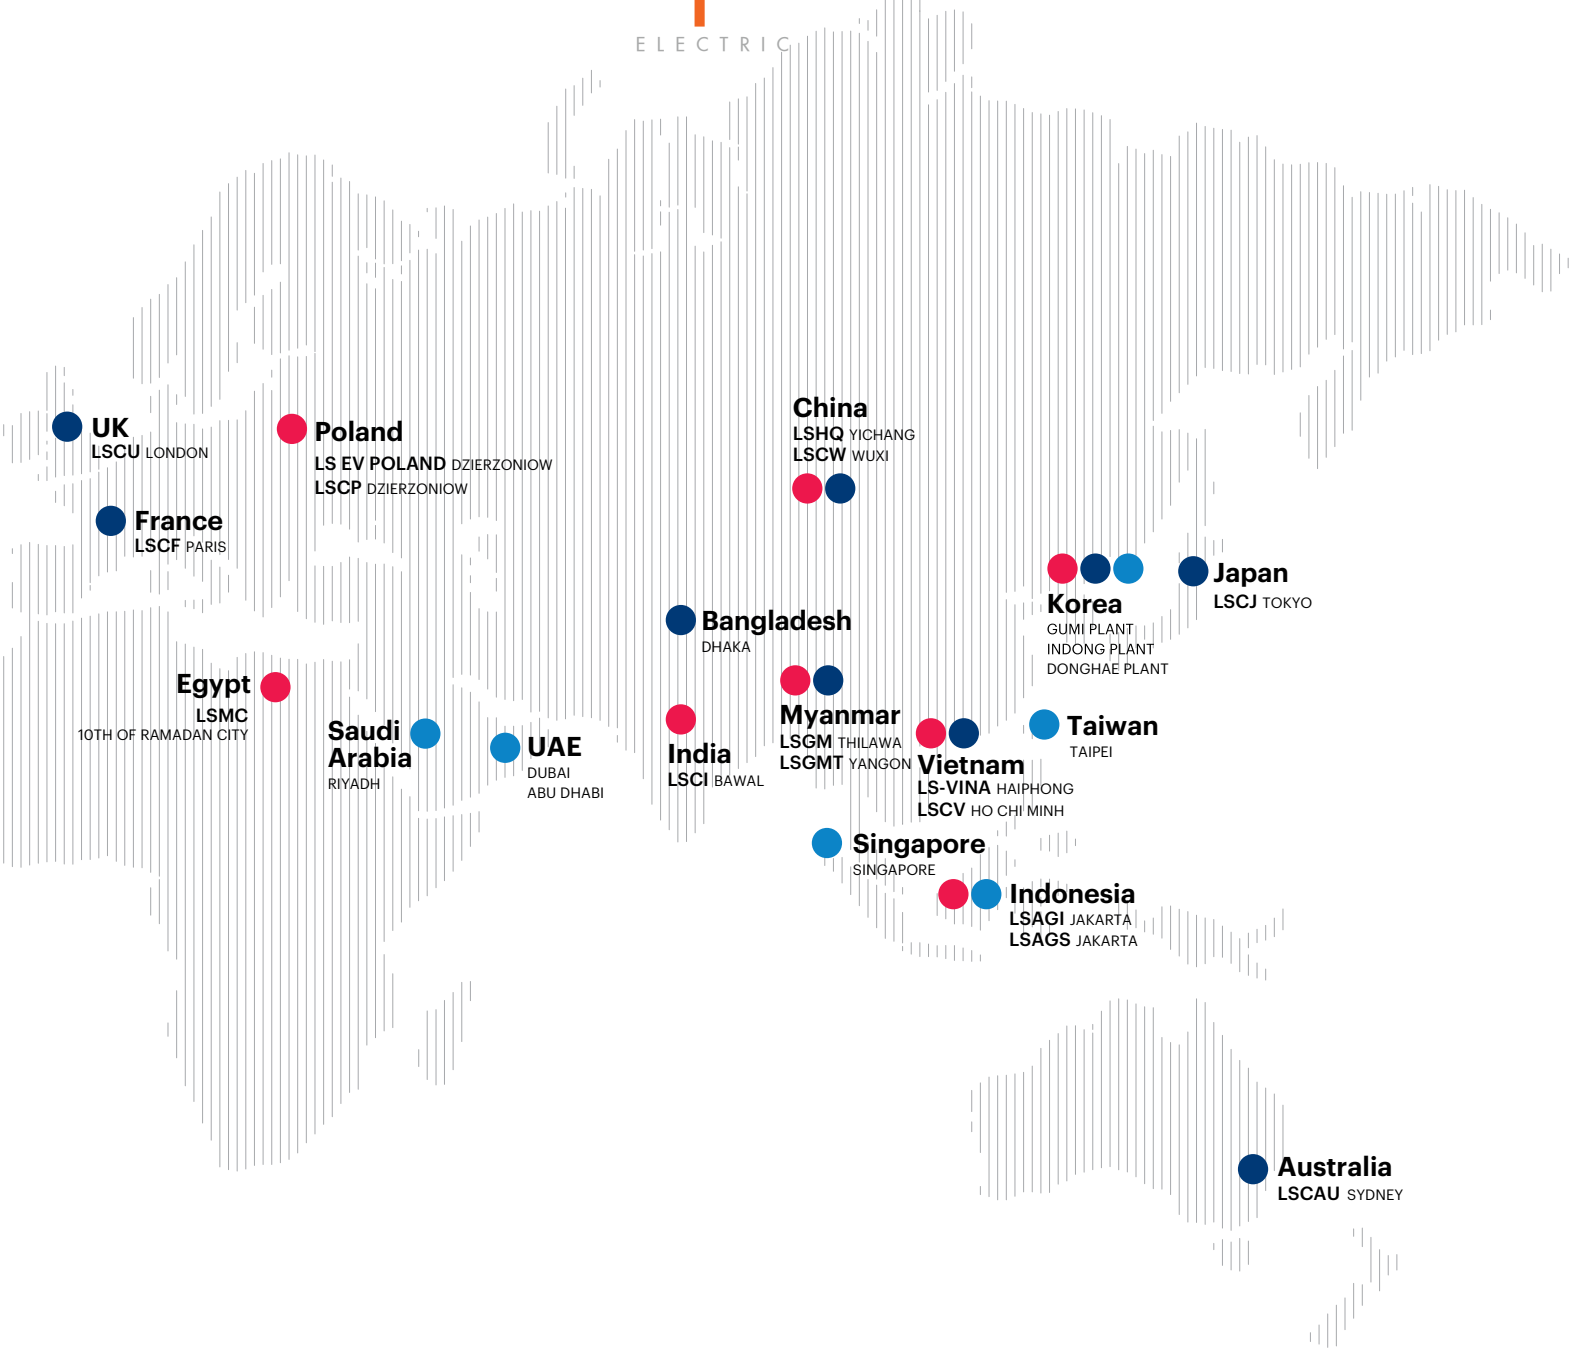 ELECTRIC
UK
LSCU LONDON
France
LSCF PARIS
Poland
LS EV POLAND DZIERZONIOW
LSCP DZIERZONIOW
China
LSHQ YICHANG
LSCW WUXI
Korea
GUMI PLANT
INDONG PLANT
DONGHAE PLANT
Japan
LSCJ TOKYO
Bangladesh
DHAKA
Egypt
LSMC
10TH OF RAMADAN CITY
Saudi
Arabia
RIYADH
UAE
DUBAI
ABU DHABI
India
LSCI BAWAL
Myanmar
LSGM THILAWA
LSGMT YANGON
Vietnam
LS-VINA HAIPHONG
LSCV HO CHI MINH
Taiwan
TAIPEI
Singapore
SINGAPORE
Indonesia
LSAGI JAKARTA
LSAGS JAKARTA
Australia
LSCAU SYDNEY